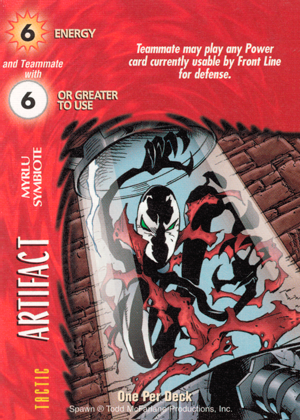 6 ENERGY
and Teammate
with
6 OR GREATER
TO USE
Teammate may play any Power
card currently usable by Front Line
for defense.
TACTIC
ARTIFACT
MYRLU
SYMBIOTE
One Per Deck
Spawn ® Todd McFarlane Productions, Inc.